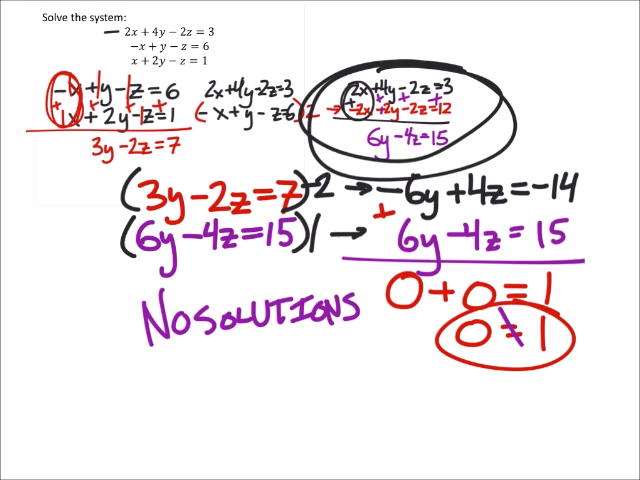 Solve the system:
2x + 4y − 2z = 3
−x + y − z = 6
x + 2y − z = 1
−x + y − z = 6
+ 1x + 2y − 1z = 1
3y − 2z = 7
2x + 4y − 2z = 3
(−x + y − z = 6) 2 →
2x + 4y − 2z = 3
+ −2x + 2y − 2z = 12
6y − 4z = 15
(3y − 2z = 7) −2 → −6y + 4z = −14
(6y − 4z = 15) 1 → + 6y − 4z = 15
0 + 0 = 1
0 = 1
NO SOLUTIONS